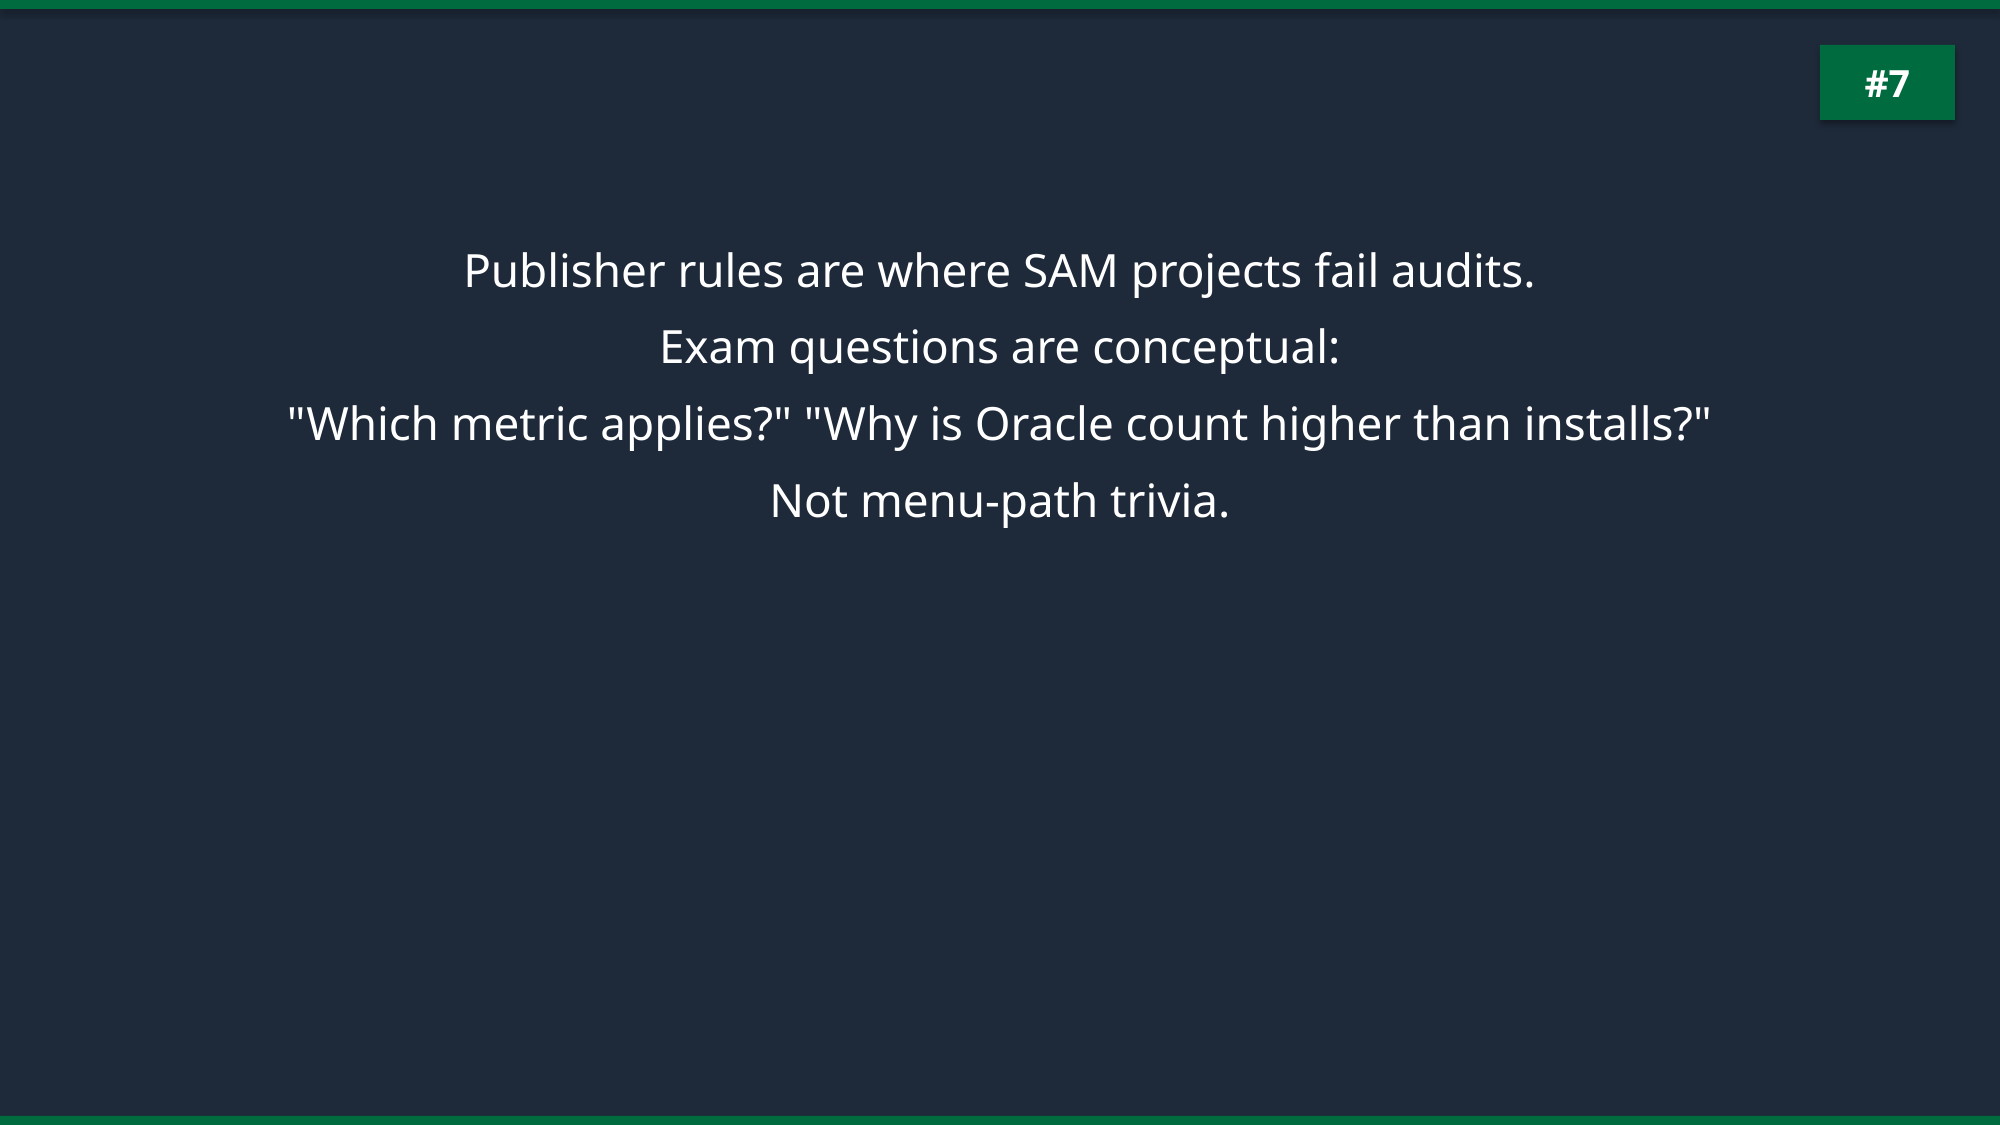 #7
Publisher rules are where SAM projects fail audits.
Exam questions are conceptual:
"Which metric applies?" "Why is Oracle count higher than installs?"
Not menu-path trivia.